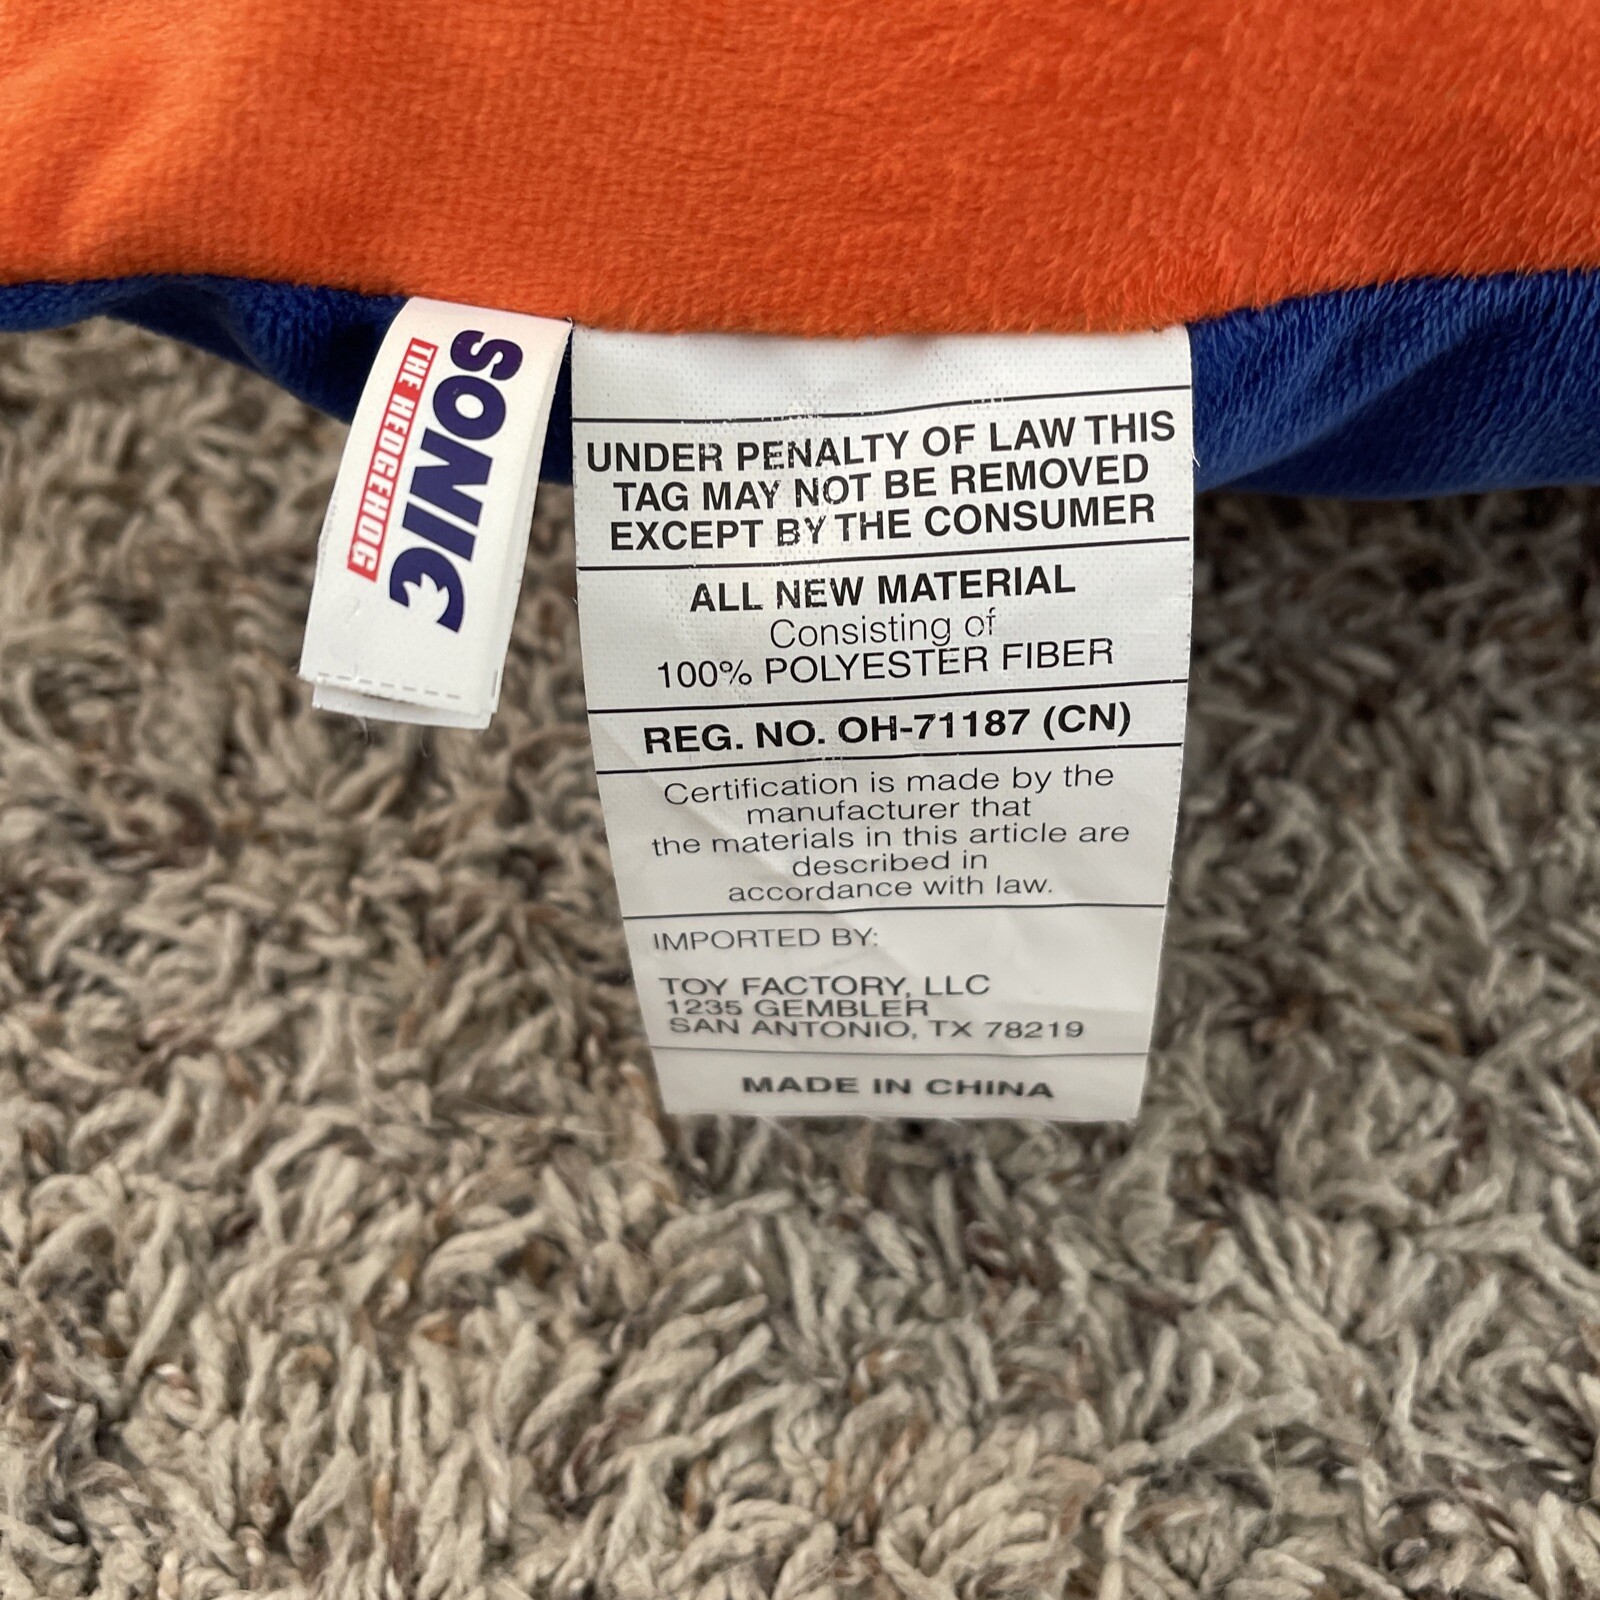 SONIC
THE HEDGEHOG
UNDER PENALTY OF LAW THIS
TAG MAY NOT BE REMOVED
EXCEPT BY THE CONSUMER
ALL NEW MATERIAL
Consisting of
100% POLYESTER FIBER
REG. NO. OH-71187 (CN)
Certification is made by the
manufacturer that
the materials in this article are
described in
accordance with law.
IMPORTED BY:
TOY FACTORY, LLC
1235 GEMBLER
SAN ANTONIO, TX 78219
MADE IN CHINA